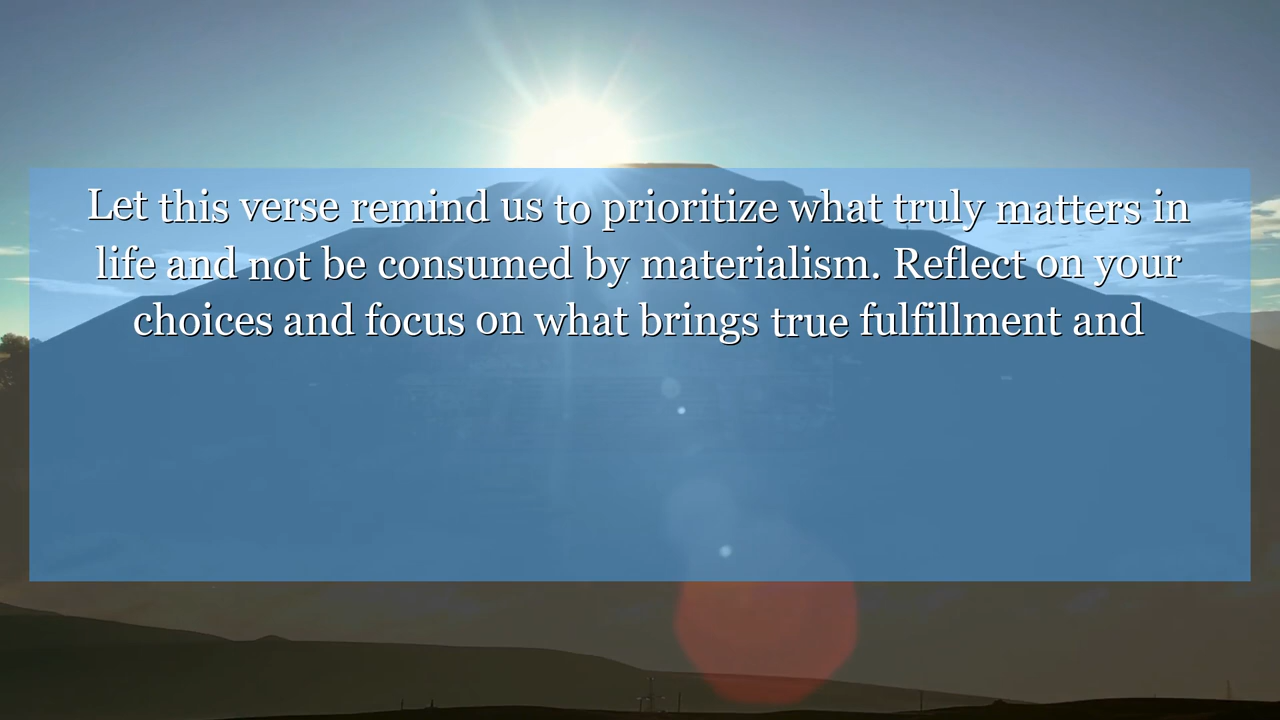 Let this verse remind us to prioritize what truly matters in
life and not be consumed by materialism. Reflect on your
choices and focus on what brings true fulfillment and